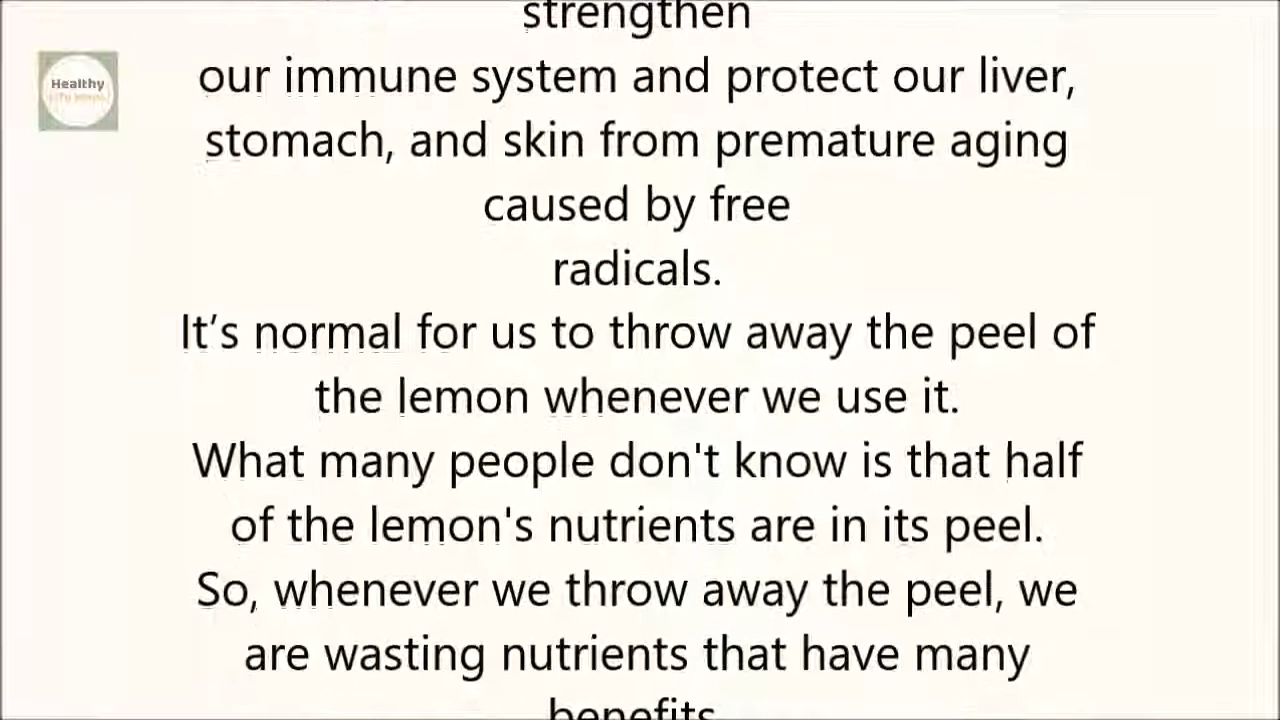 strengthen
Healthy
our immune system and protect our liver,
stomach, and skin from premature aging
caused by free
radicals.
It’s normal for us to throw away the peel of
the lemon whenever we use it.
What many people don't know is that half
of the lemon's nutrients are in its peel.
So, whenever we throw away the peel, we
are wasting nutrients that have many
benefits